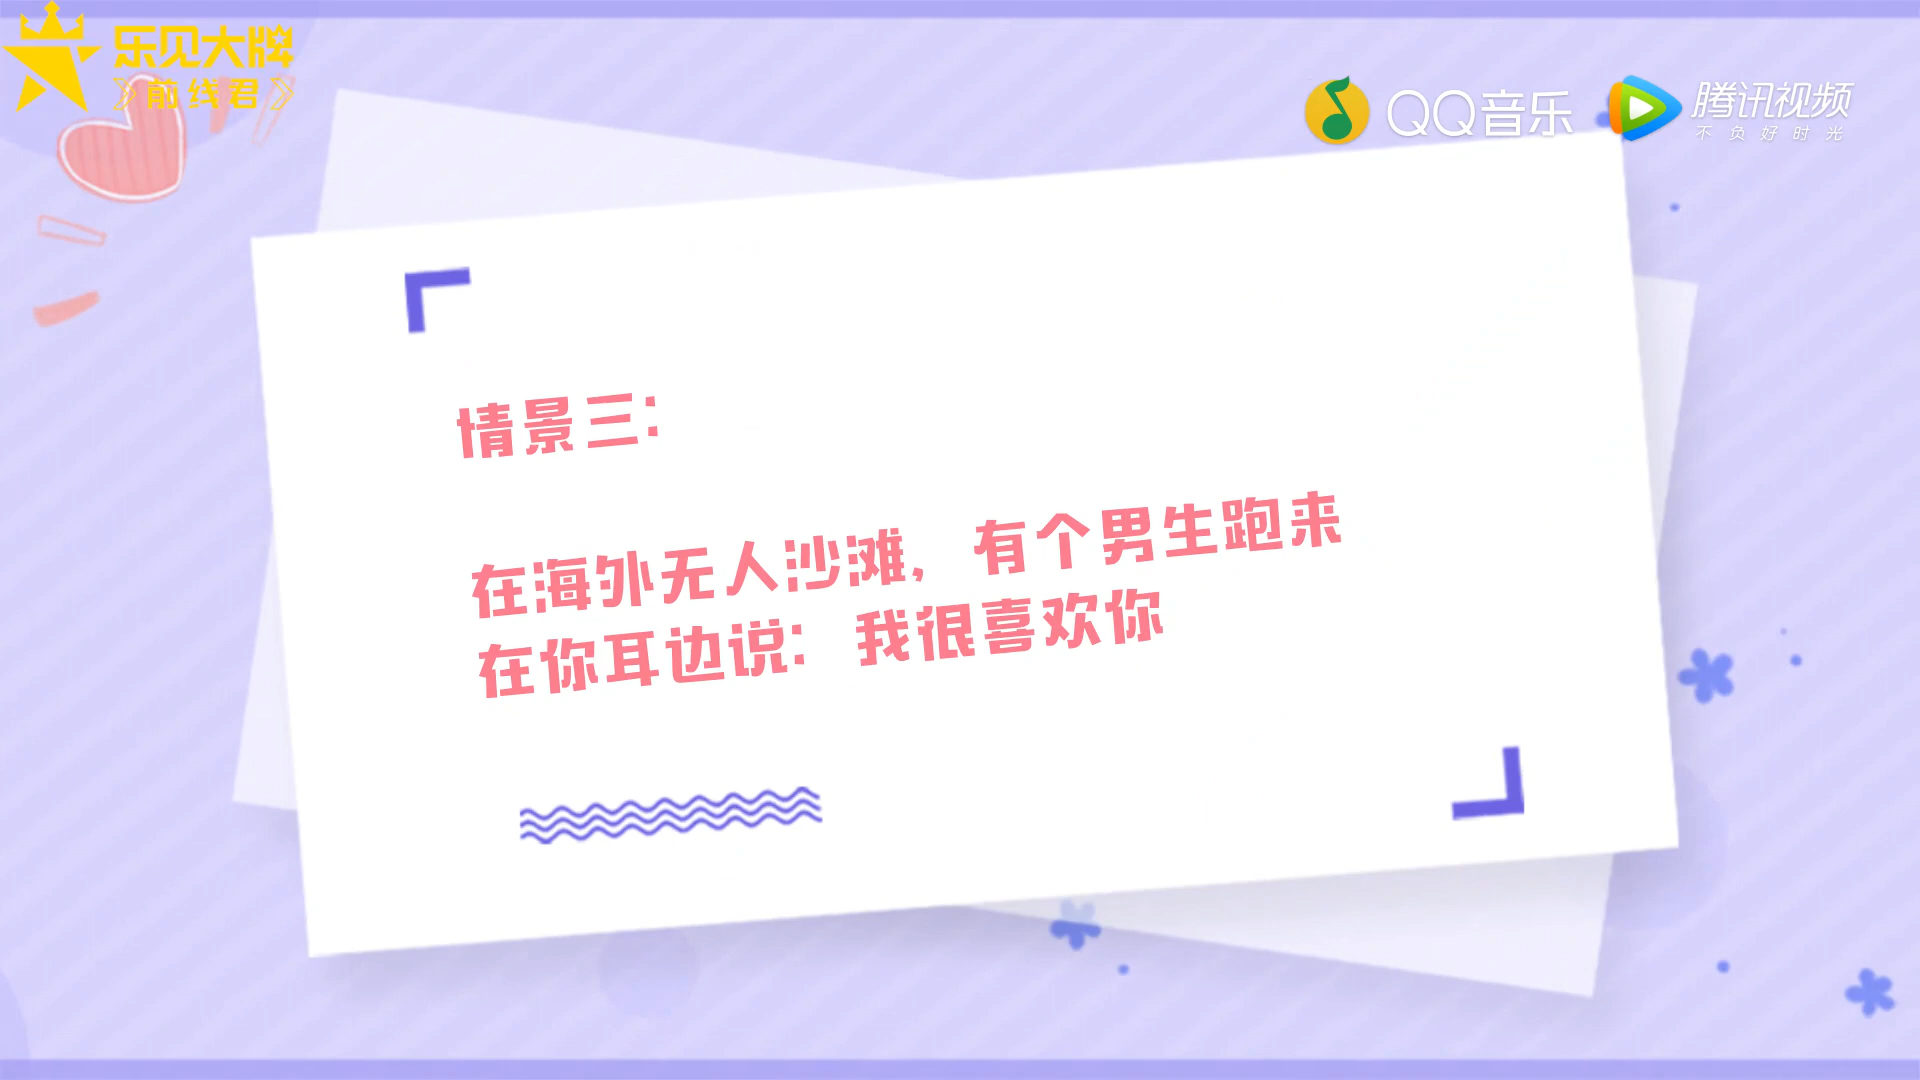 乐见大牌
前线君
QQ音乐
腾讯视频
不负好时光
情景三:
在海外无人沙滩，有个男生跑来
在你耳边说：我很喜欢你